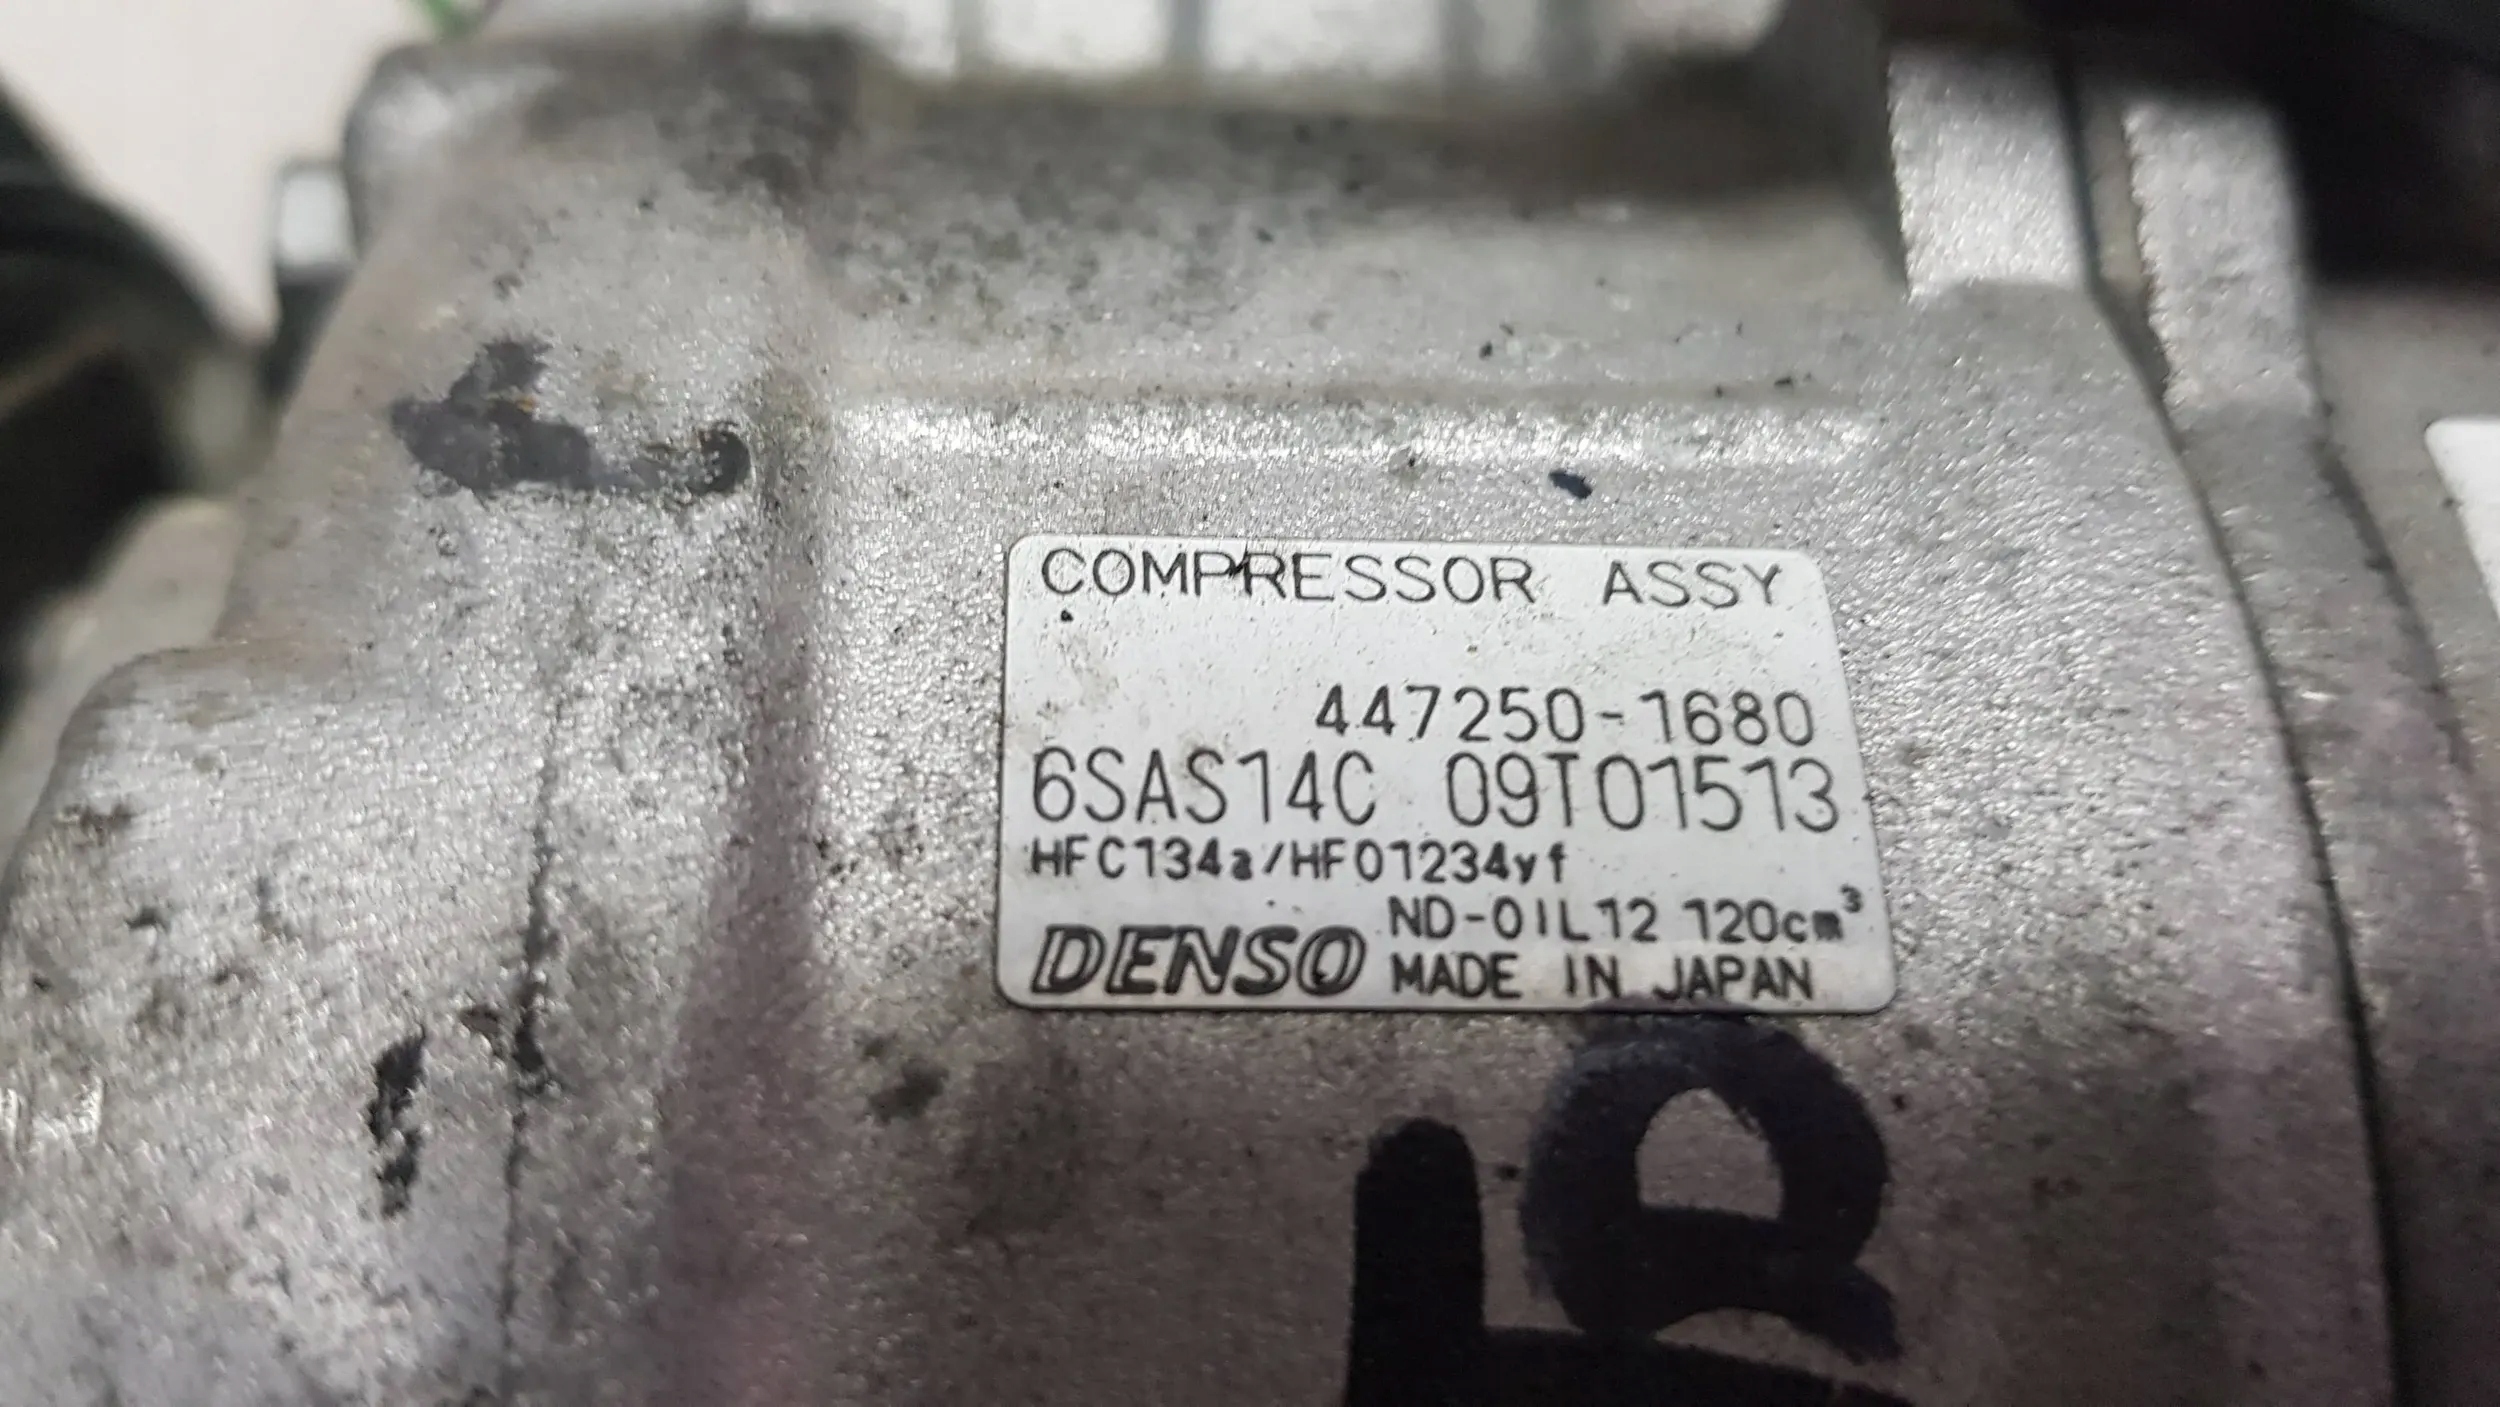 COMPRESSOR ASSY
447250-1680
6SAS14C 09T01513
HFC134a/HFO1234yf
ND-OIL12 120cm³
DENSO MADE IN JAPAN